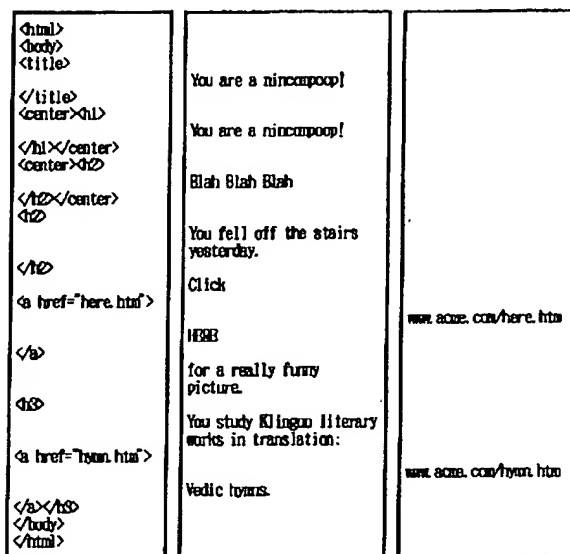 <html>
<body>
<title>
You are a nincompoop!
</title>
<center><h1>
You are a nincompoop!
</h1></center>
<center><h2>
Blah Blah Blah
</h2></center>
<h2>
You fell off the stairs
yesterday.
</h2>
Click
<a href="here.htm">
www.acme.com/here.htm
HERE
</a>
for a really funny
picture.
<h3>
You study Klingon literary
works in translation:
<a href="hymn.htm">
www.acme.com/hymn.htm
Vedic hymns.
</a></h3>
</body>
</html>